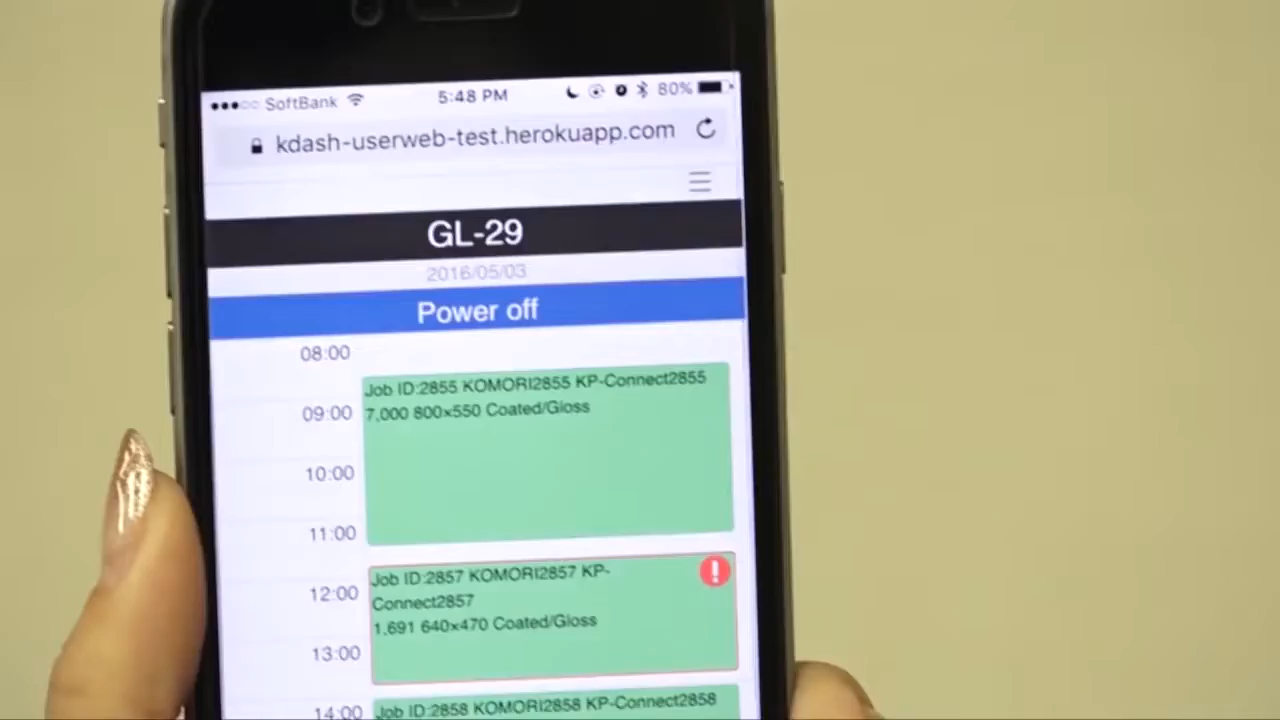 SoftBank 5:48 PM 80%
kdash-userweb-test.herokuapp.com
GL-29
2016/05/03
Power off
08:00
Job ID:2855 KOMORI2855 KP-Connect2855
09:00 7,000 800×550 Coated/Gloss
10:00
11:00
Job ID:2857 KOMORI2857 KP-
12:00 Connect2857
1,691 640×470 Coated/Gloss
13:00
14:00 Job ID:2858 KOMORI2858 KP-Connect2858